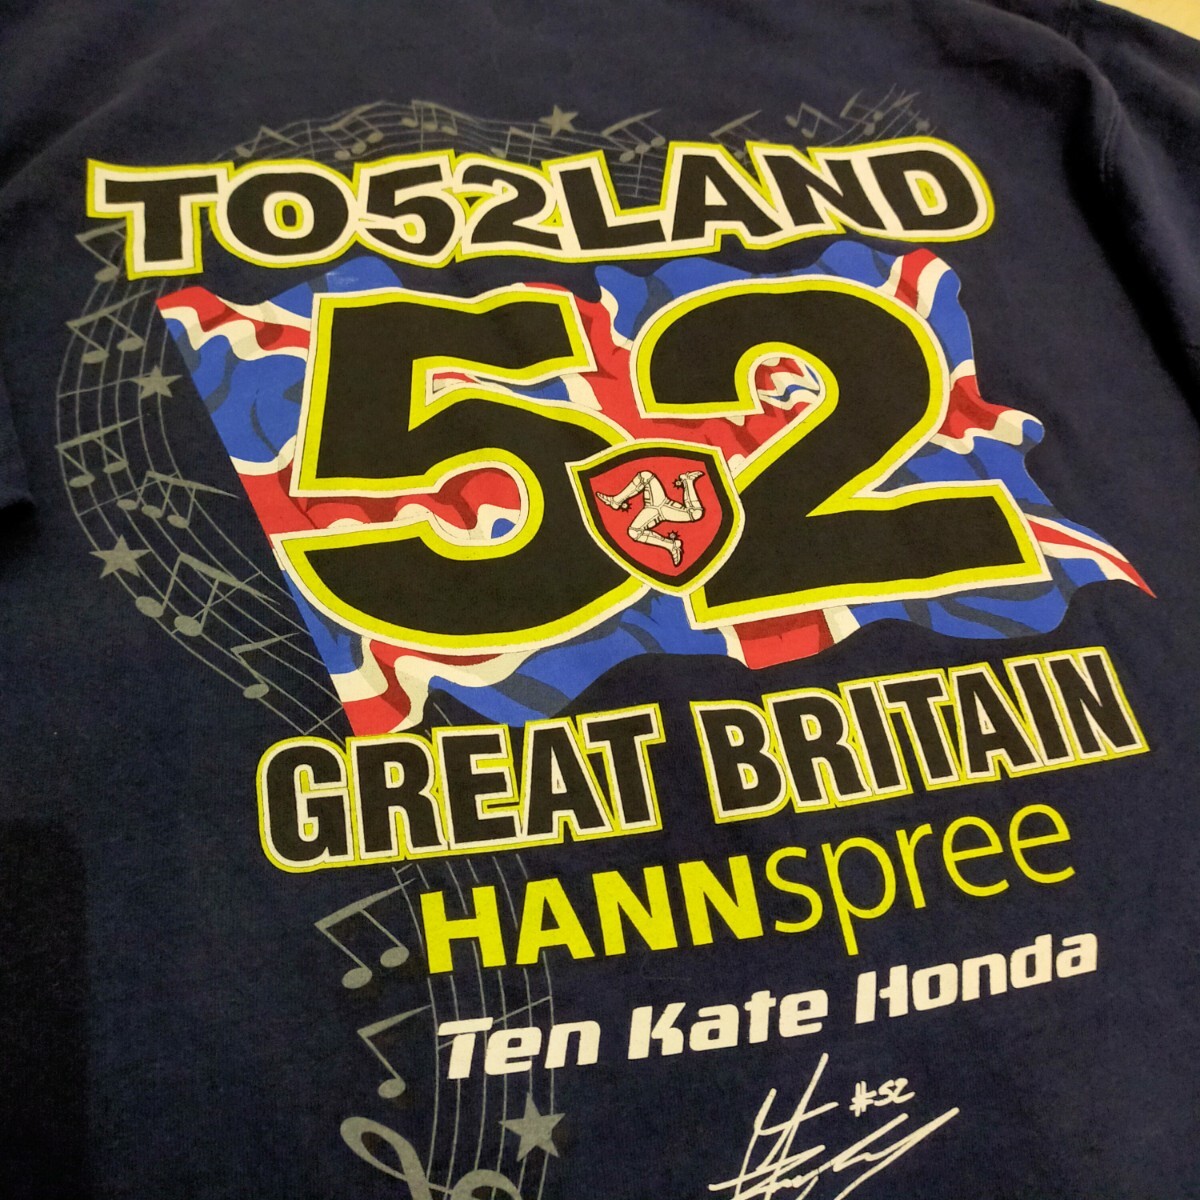 TO52LAND
52
GREAT BRITAIN
HANNspree
Ten Kate Honda
#52